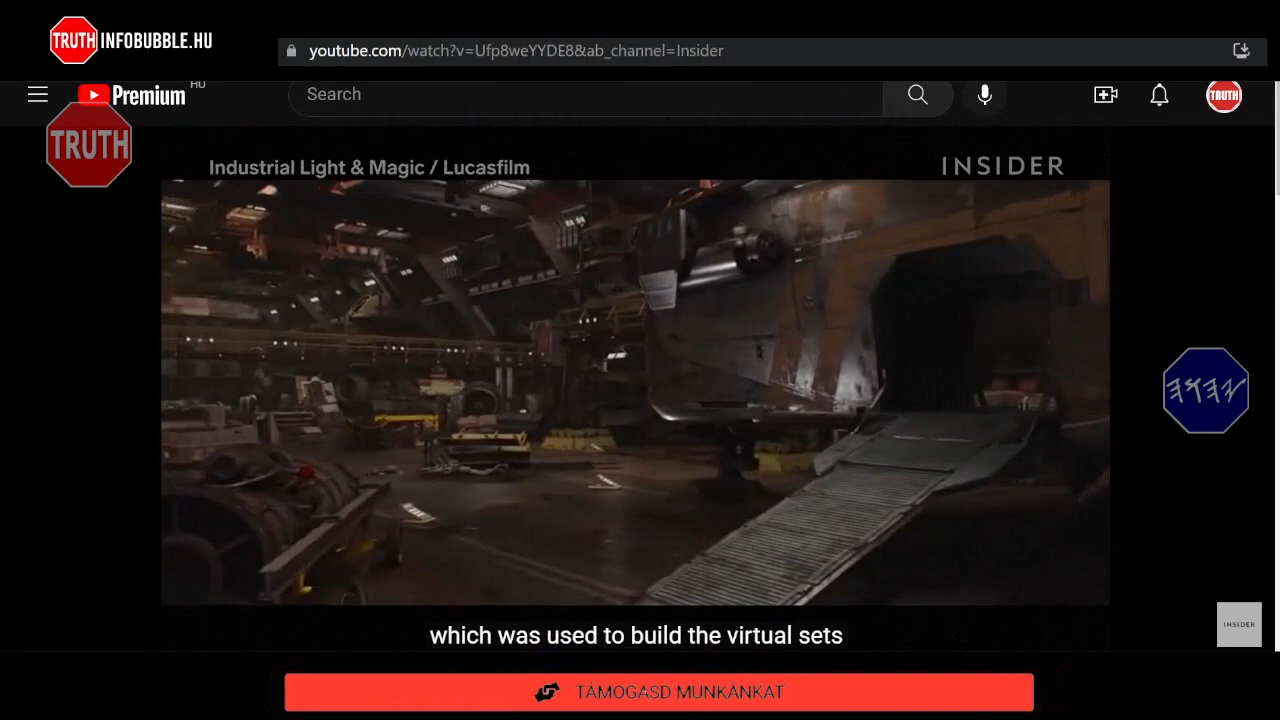 TRUTH INFOBUBBLE.HU
youtube.com/watch?v=Ufp8weYYDE8&ab_channel=Insider
HU
Premium
Search
TRUTH
TRUTH
Industrial Light & Magic / Lucasfilm
INSIDER
𐤉𐤄𐤅𐤄
INSIDER
which was used to build the virtual sets
TÁMOGASD MUNKÁNKAT